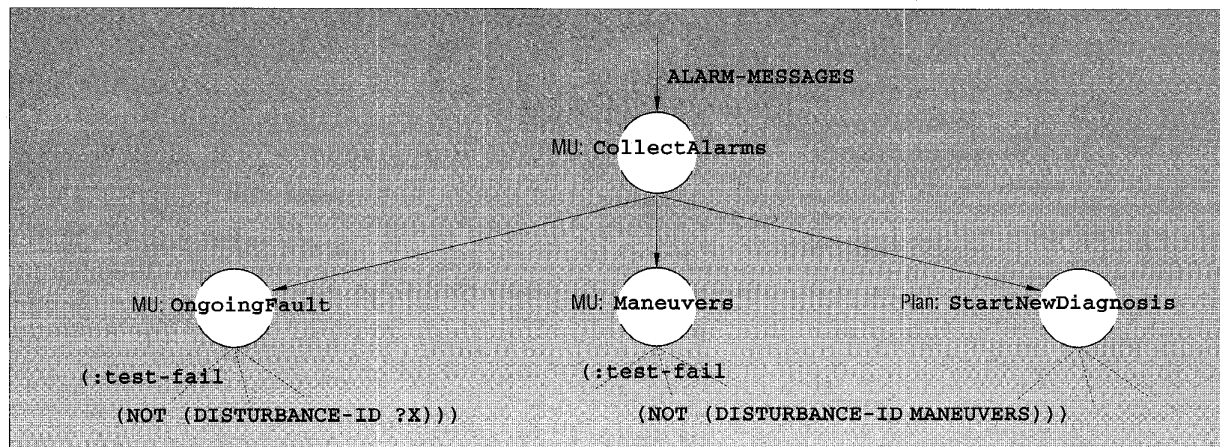 ALARM-MESSAGES
MU: CollectAlarms
MU: OngoingFault
MU: Maneuvers
Plan: StartNewDiagnosis
(:test-fail
(:test-fail
(NOT (DISTURBANCE-ID ?X)))
(NOT (DISTURBANCE-ID MANEUVERS)))